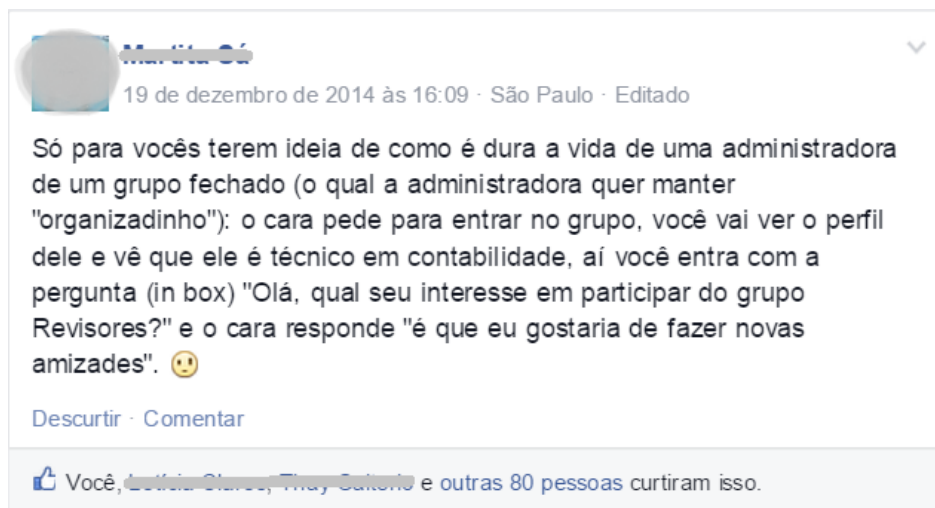 19 de dezembro de 2014 às 16:09 · São Paulo · Editado
Só para vocês terem ideia de como é dura a vida de uma administradora
de um grupo fechado (o qual a administradora quer manter
"organizadinho"): o cara pede para entrar no grupo, você vai ver o perfil
dele e vê que ele é técnico em contabilidade, aí você entra com a
pergunta (in box) "Olá, qual seu interesse em participar do grupo
Revisores?" e o cara responde "é que eu gostaria de fazer novas
amizades".
Descurtir · Comentar
Você, e outras 80 pessoas curtiram isso.